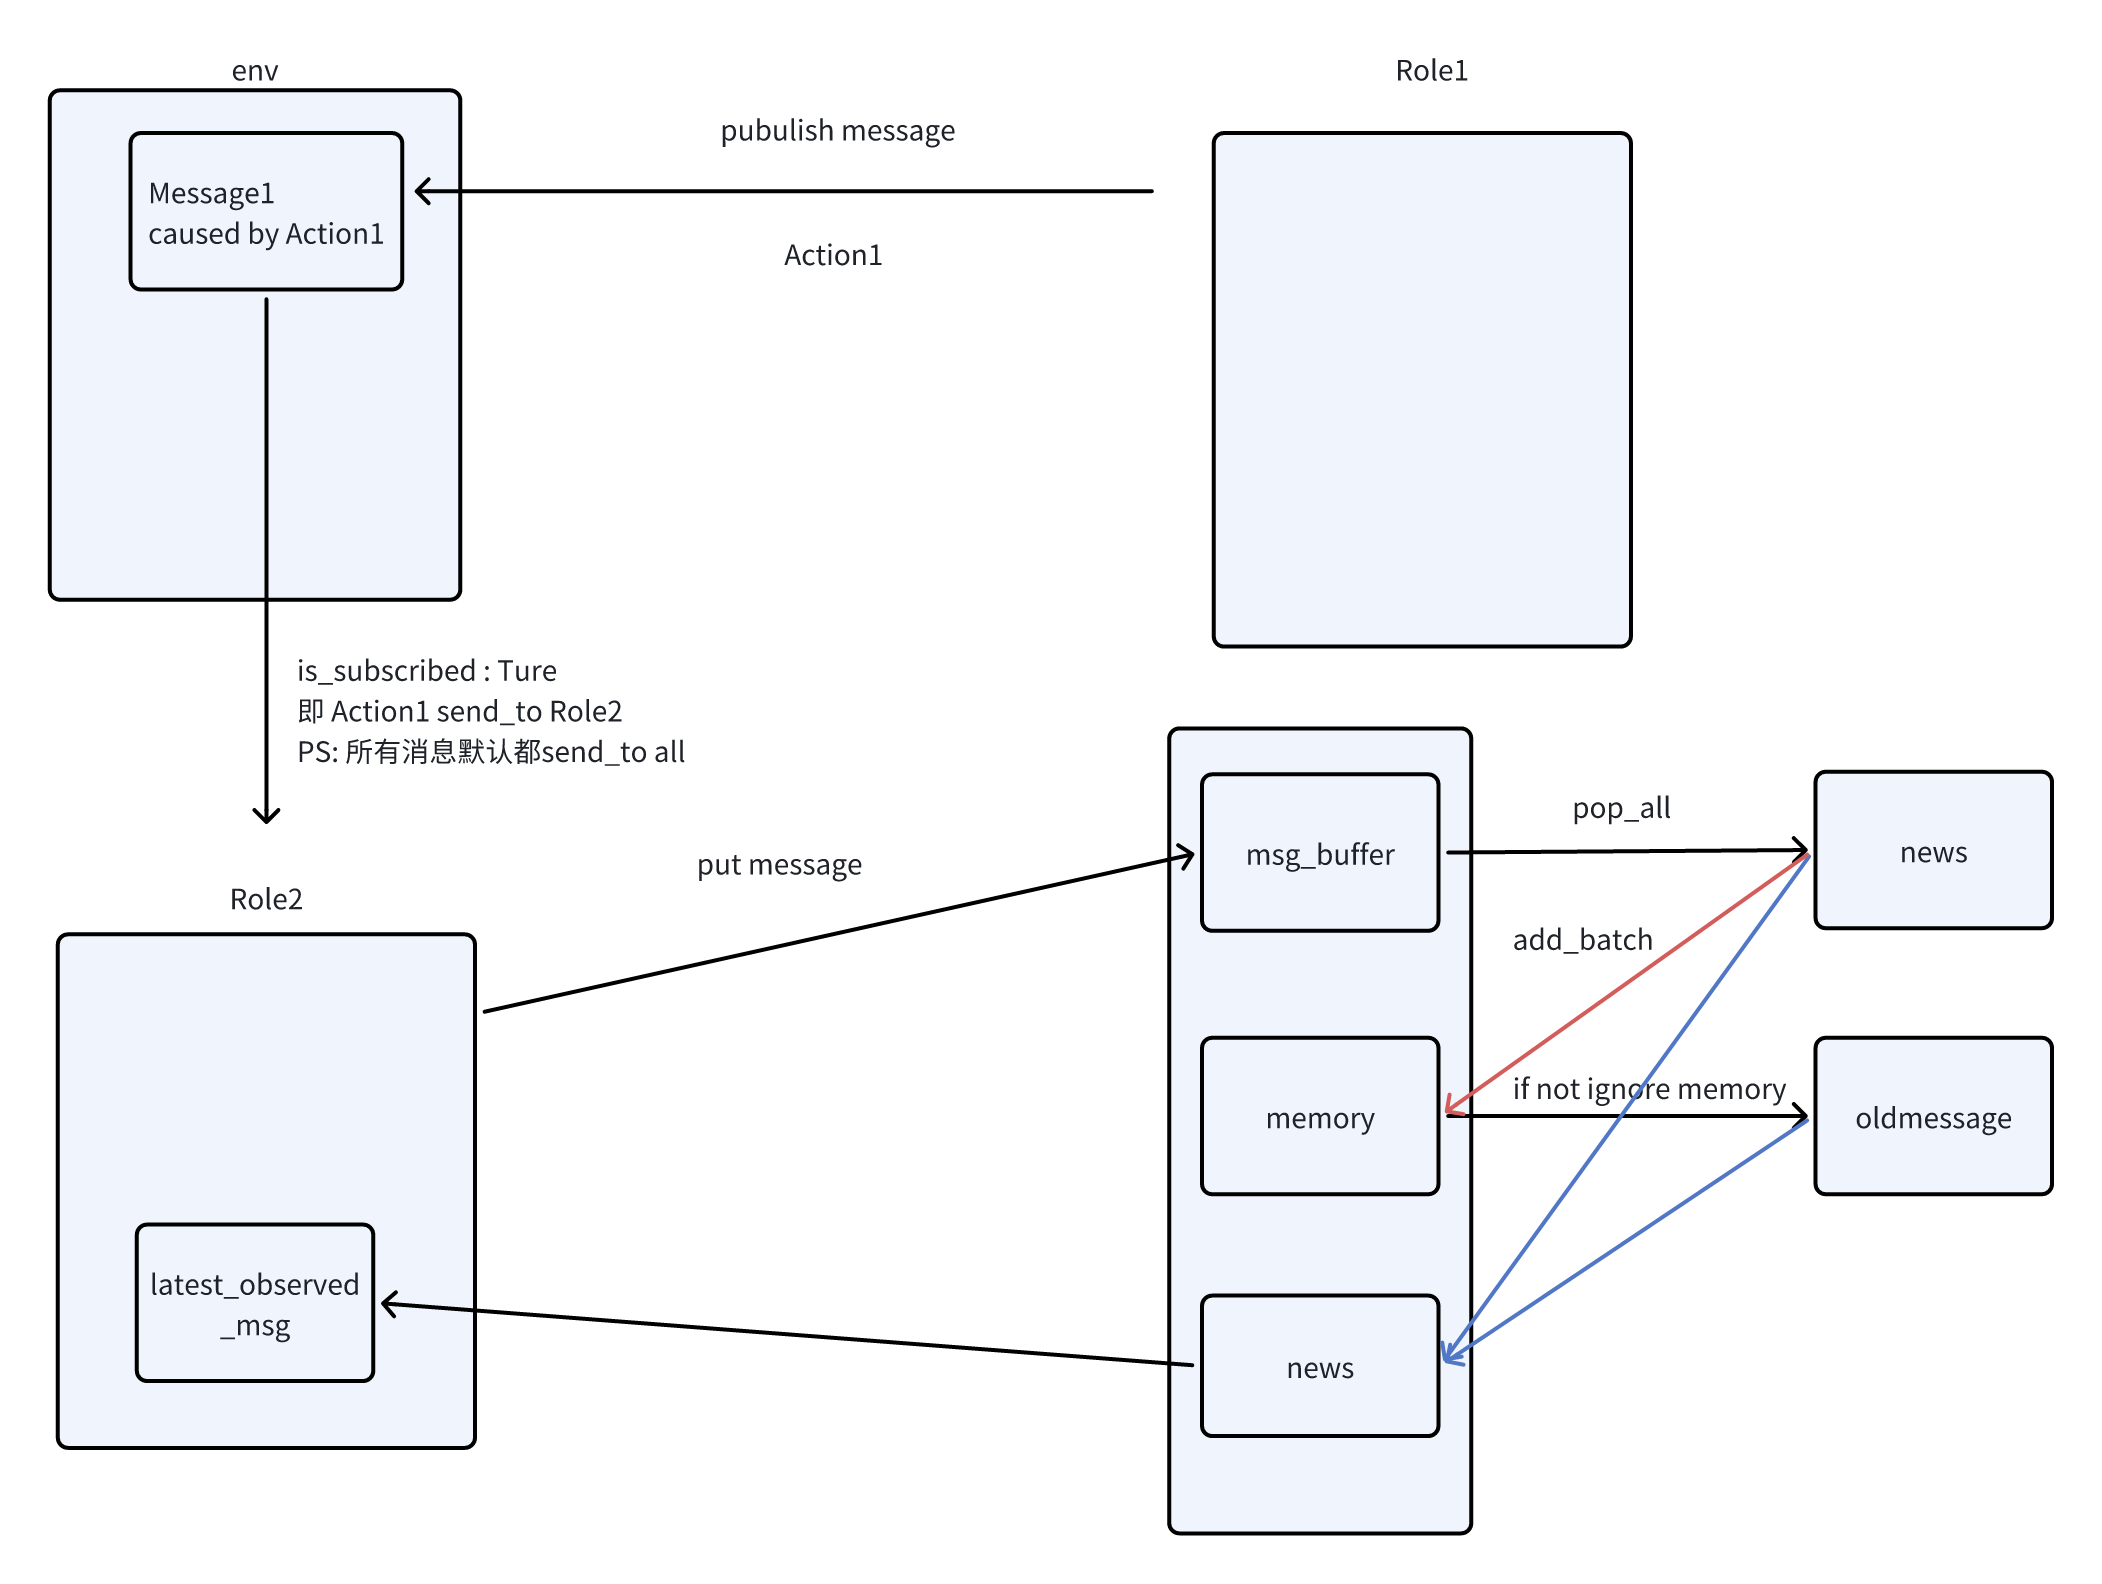 env
Role1
pubulish message
Message1
caused by Action1
Action1
is_subscribed : Ture
即 Action1 send_to Role2
PS: 所有消息默认都send_to all
put message
msg_buffer
pop_all
news
Role2
add_batch
memory
if not ignore memory
oldmessage
latest_observed
_msg
news